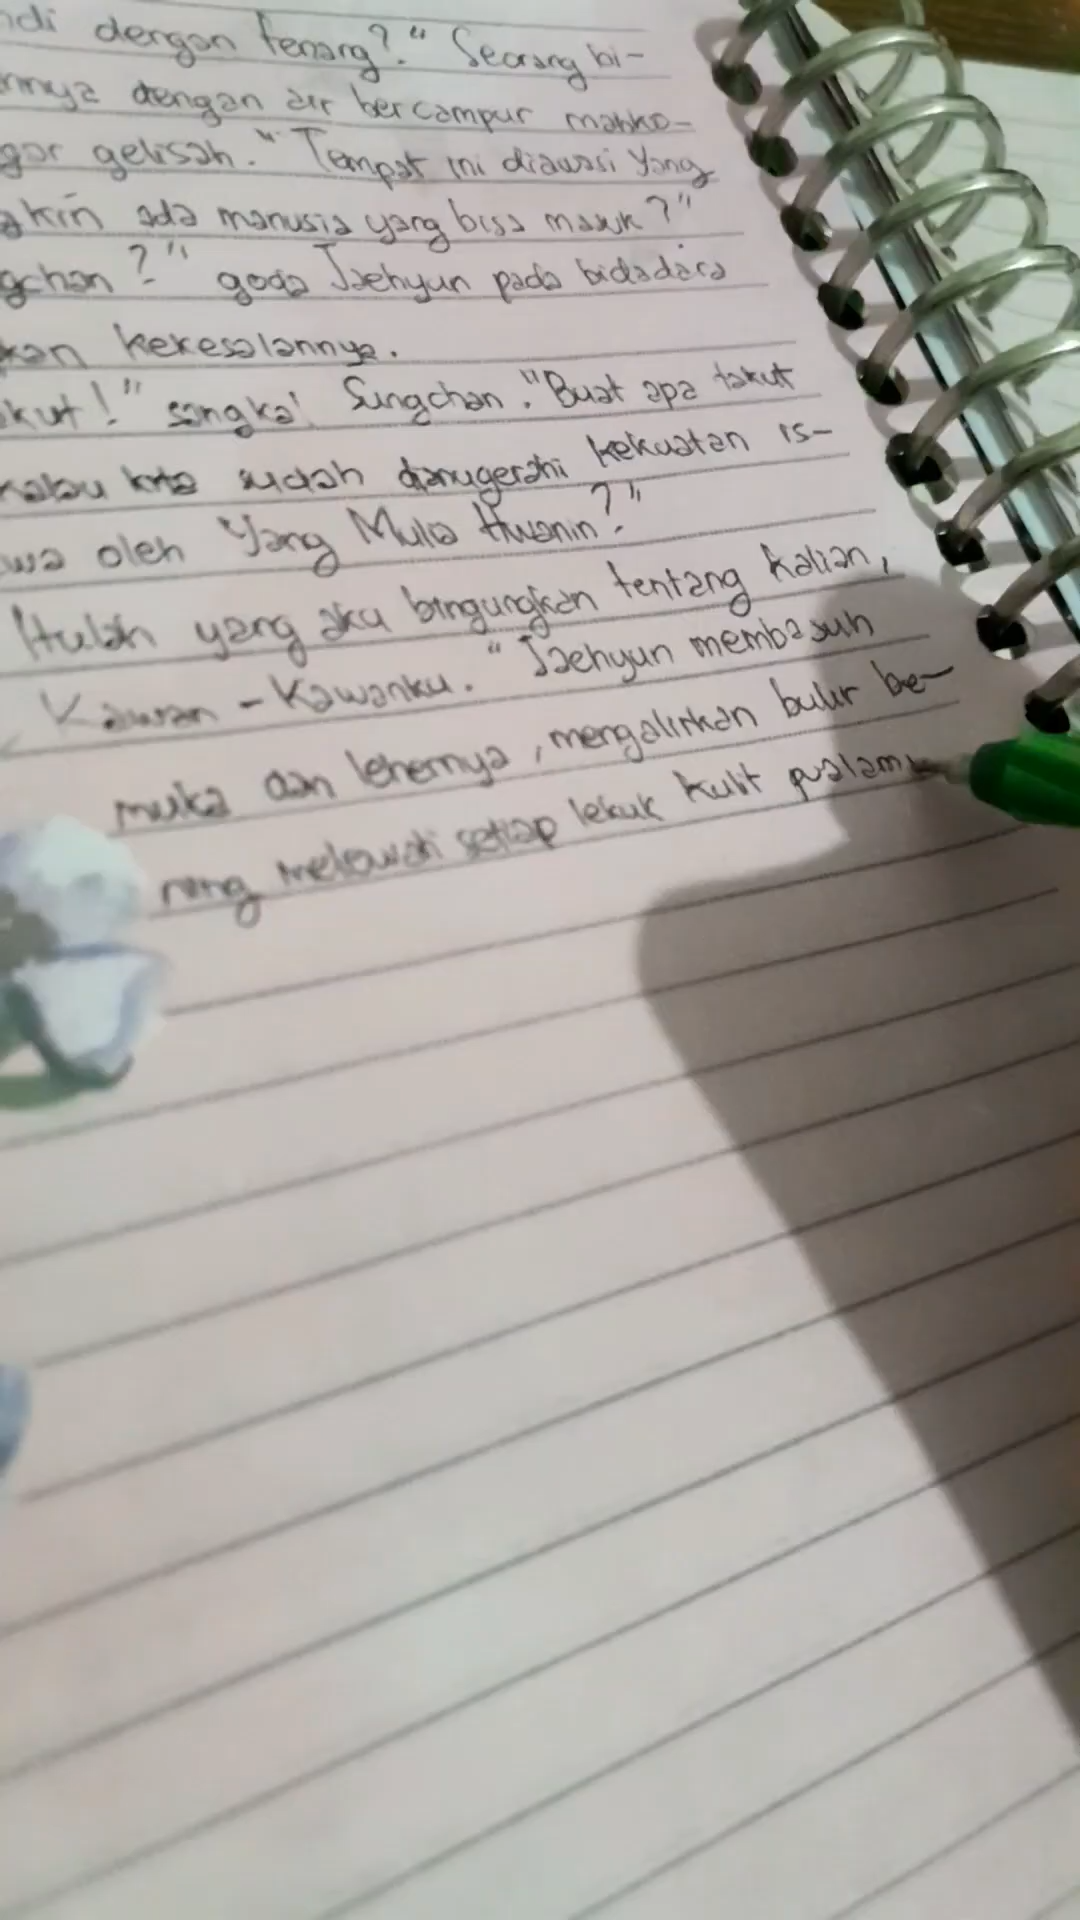 di dengan tenang?" Seorang bi-
nya dengan air bercampur mahko-
gar gelisah. "Tempat ini diawasi Yang
akin ada manusia yang bisa masuk?"
gchan?" goda Jaehyun pada bidadara
kan kekesalannya.
akut!" sangkal Sungchan. "Buat apa takut
kalau kita sudah dianugerahi kekuatan is-
wa oleh Yang Mula Hwanin?"
Itulah yang aku bingungkan tentang kalian,
Kawan-Kawanku. "Jaehyun membasuh
muka dan lehernya, mengalirkan bulir be-
ning melewati setiap lekuk kulit pualam